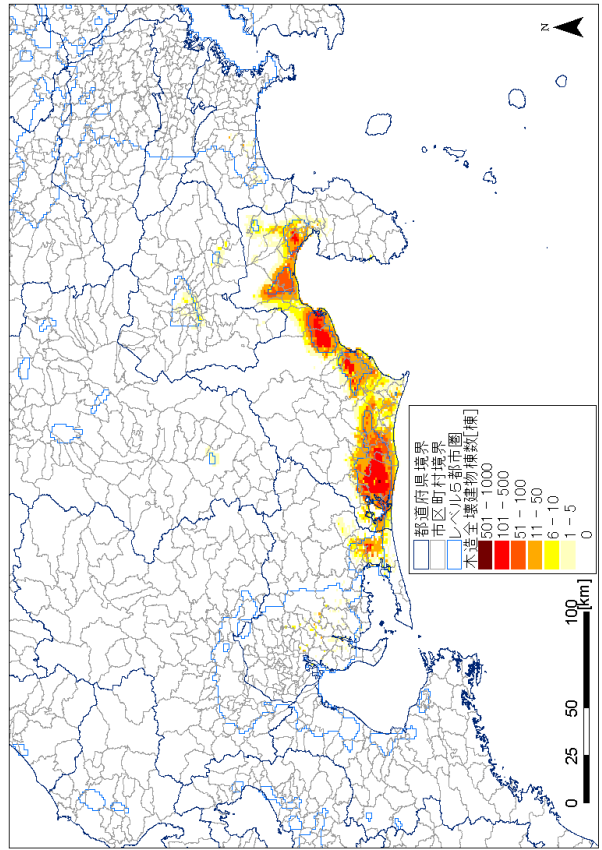 N
都道府県境界
市区町村境界
レベル5都市圏
木造全壊建物棟数[棟]
501 - 1000
101 - 500
51 - 100
11 - 50
6 - 10
1 - 5
0
0 25 50 100
[km]